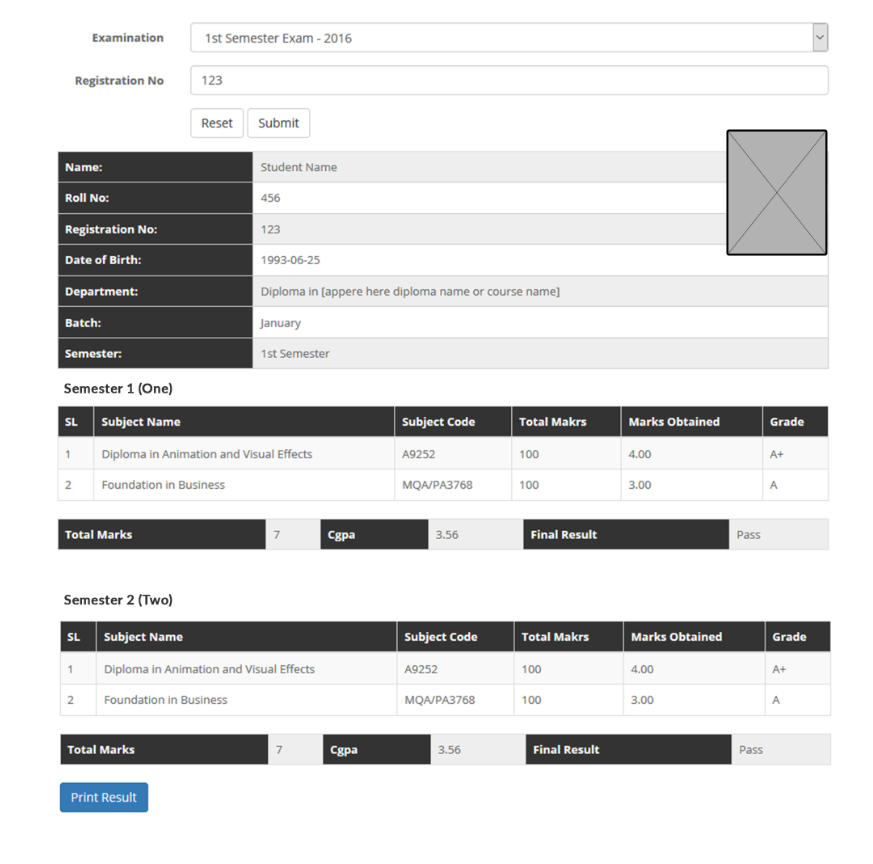 Examination 1st Semester Exam - 2016
Registration No 123
Reset Submit
Name: Student Name
Roll No: 456
Registration No: 123
Date of Birth: 1993-06-25
Department: Diploma in [appere here diploma name or course name]
Batch: January
Semester: 1st Semester
Semester 1 (One)
SL Subject Name Subject Code Total Makrs Marks Obtained Grade
1 Diploma in Animation and Visual Effects A9252 100 4.00 A+
2 Foundation in Business MQA/PA3768 100 3.00 A
Total Marks 7 Cgpa 3.56 Final Result Pass
Semester 2 (Two)
SL Subject Name Subject Code Total Makrs Marks Obtained Grade
1 Diploma in Animation and Visual Effects A9252 100 4.00 A+
2 Foundation in Business MQA/PA3768 100 3.00 A
Total Marks 7 Cgpa 3.56 Final Result Pass
Print Result